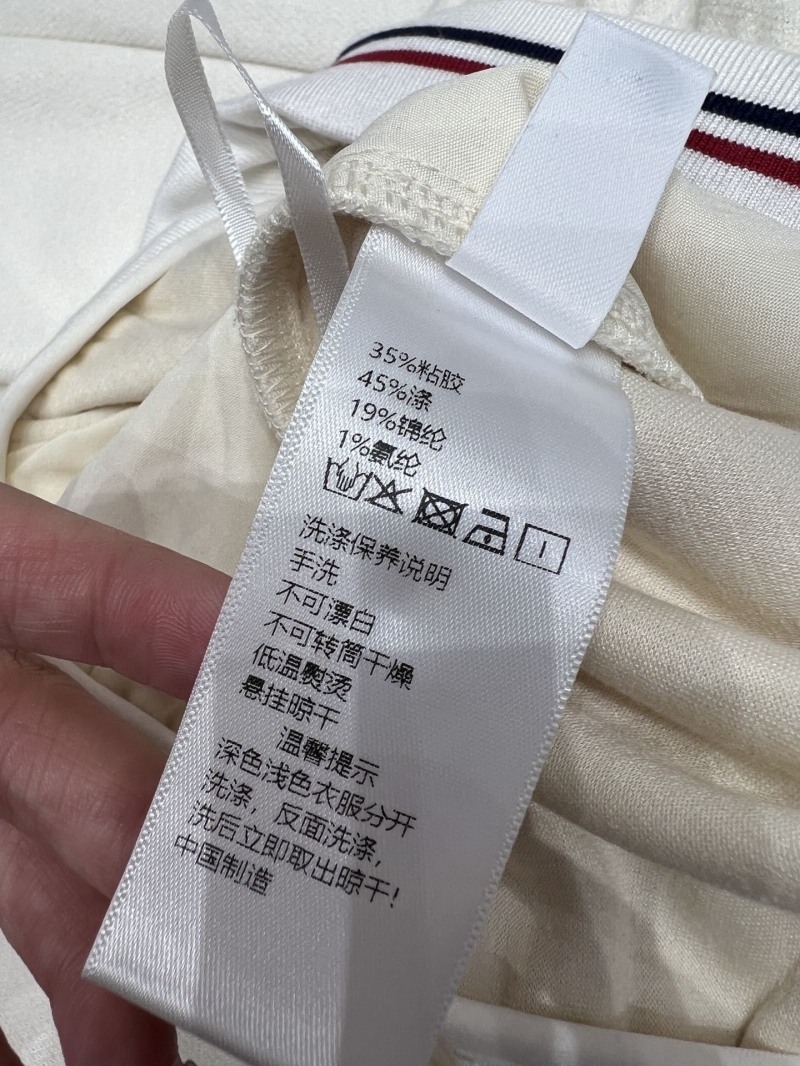 35%粘胶
45%涤
19%锦纶
1%氨纶
洗涤保养说明
手洗
不可漂白
不可转筒干燥
低温熨烫
悬挂晾干
温馨提示
深色浅色衣服分开
洗涤，反面洗涤，
洗后立即取出晾干!
中国制造